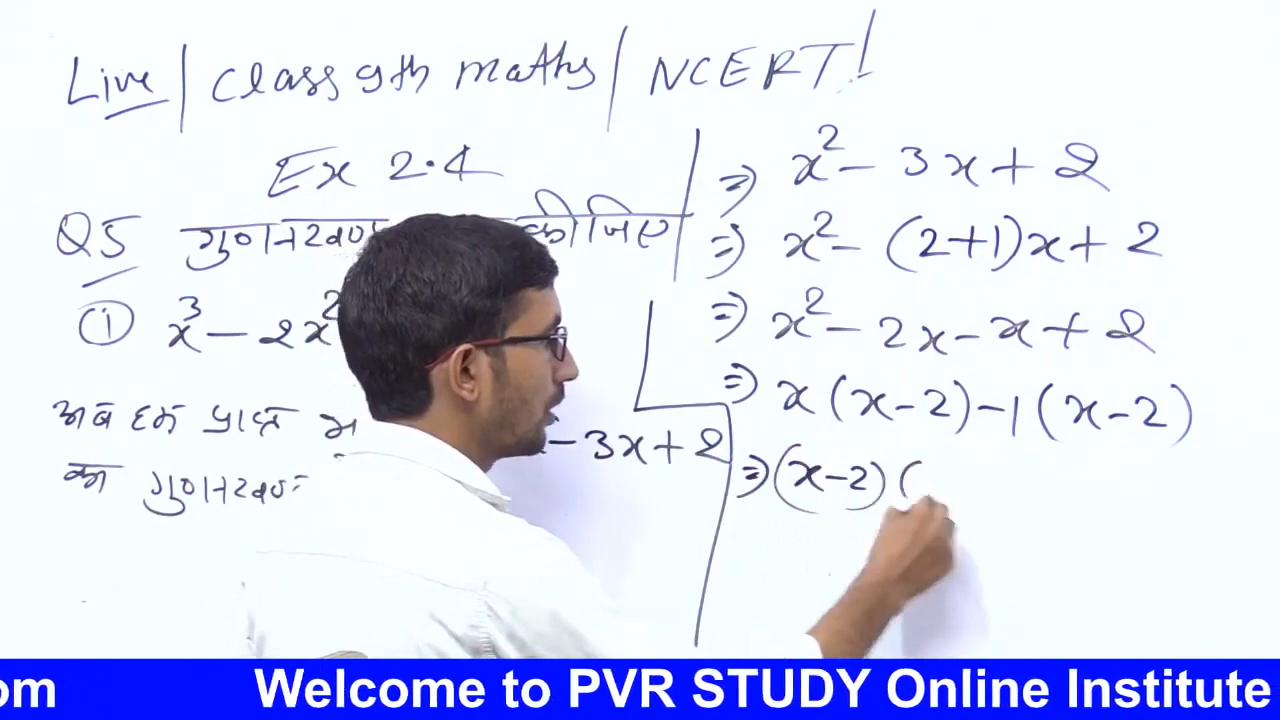 Live | Class 9th maths | NCERT!
Ex 2.4
Q5 गुणनखण्ड कीजिए
① x³ - 2x²
अब हम प्राप्त
- 3x + 2
का गुणनखण्ड
⇒ x² - 3x + 2
⇒ x² - (2+1)x + 2
⇒ x² - 2x - x + 2
⇒ x(x-2) -1(x-2)
⇒ (x-2)(
om Welcome to PVR STUDY Online Institute